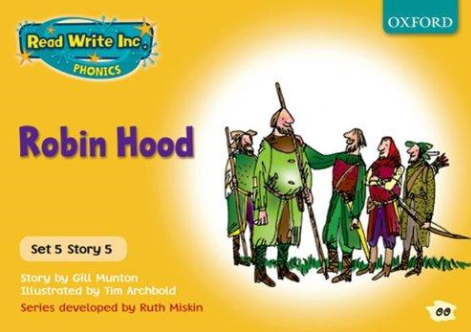 OXFORD
Read Write Inc.
PHONICS
Robin Hood
Set 5 Story 5
Story by Gill Munton
Illustrated by Tim Archbold
Series developed by Ruth Miskin
oo